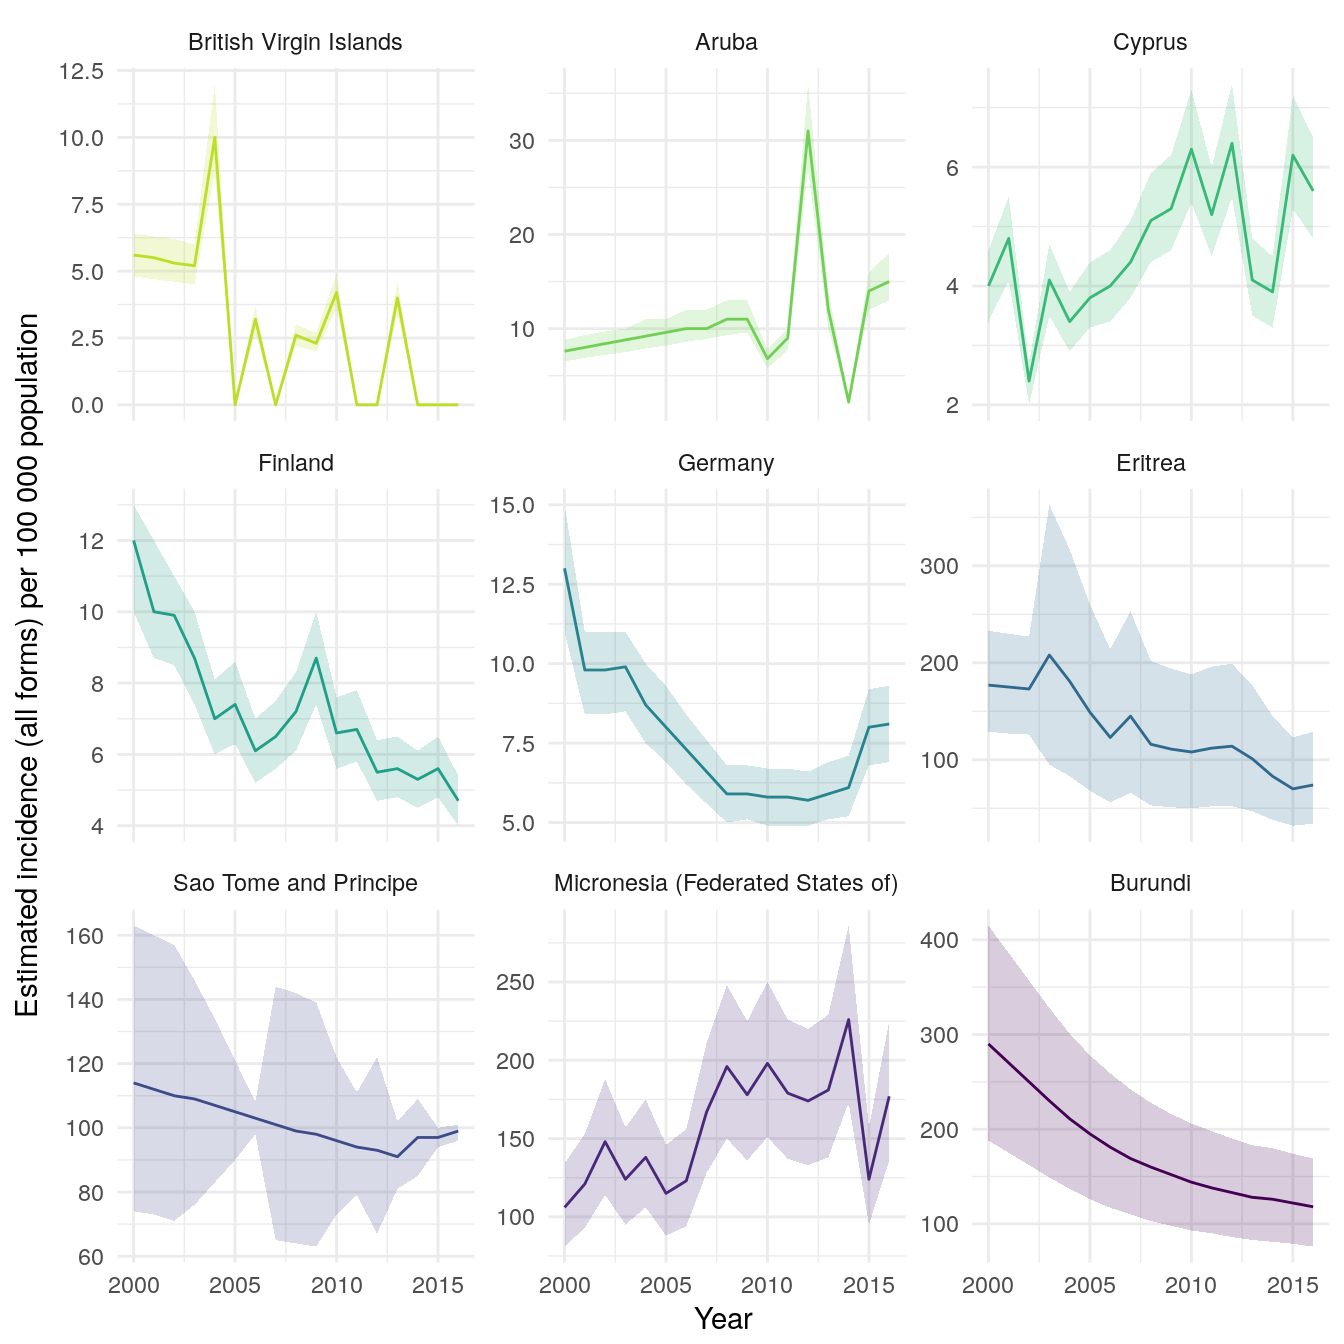 British Virgin Islands
Aruba
Cyprus
12.5
10.0
7.5
5.0
2.5
0.0
30
20
10
6
4
2
Finland
Germany
Eritrea
12
10
8
6
4
15.0
12.5
10.0
7.5
5.0
300
200
100
Sao Tome and Principe
Micronesia (Federated States of)
Burundi
160
140
120
100
80
60
250
200
150
100
400
300
200
100
2000 2005 2010 2015
2000 2005 2010 2015
2000 2005 2010 2015
Year
Estimated incidence (all forms) per 100 000 population